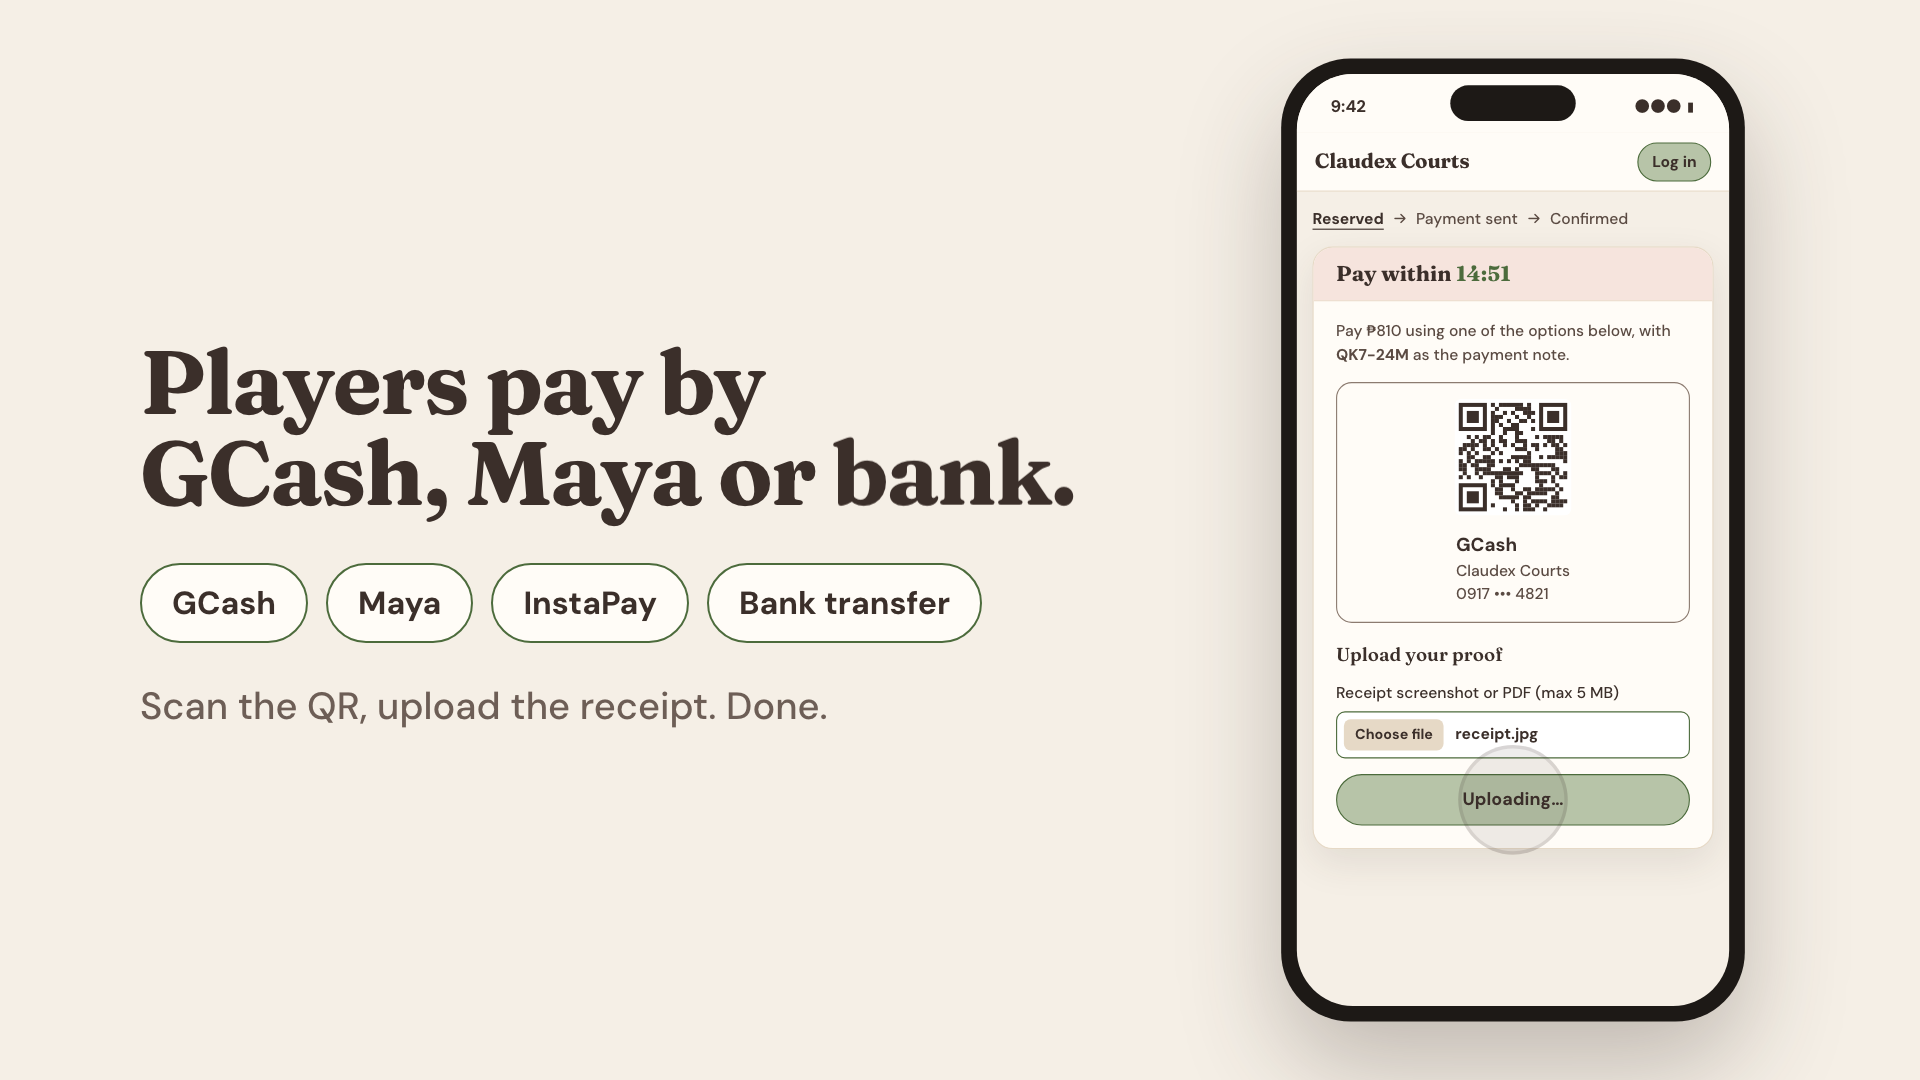 Players pay by
GCash, Maya or bank.
GCash
Maya
InstaPay
Bank transfer
Scan the QR, upload the receipt. Done.
9:42
Claudex Courts
Log in
Reserved → Payment sent → Confirmed
Pay within 14:51
Pay ₱810 using one of the options below, with
QK7-24M as the payment note.
GCash
Claudex Courts
0917 ••• 4821
Upload your proof
Receipt screenshot or PDF (max 5 MB)
Choose file receipt.jpg
Uploading…